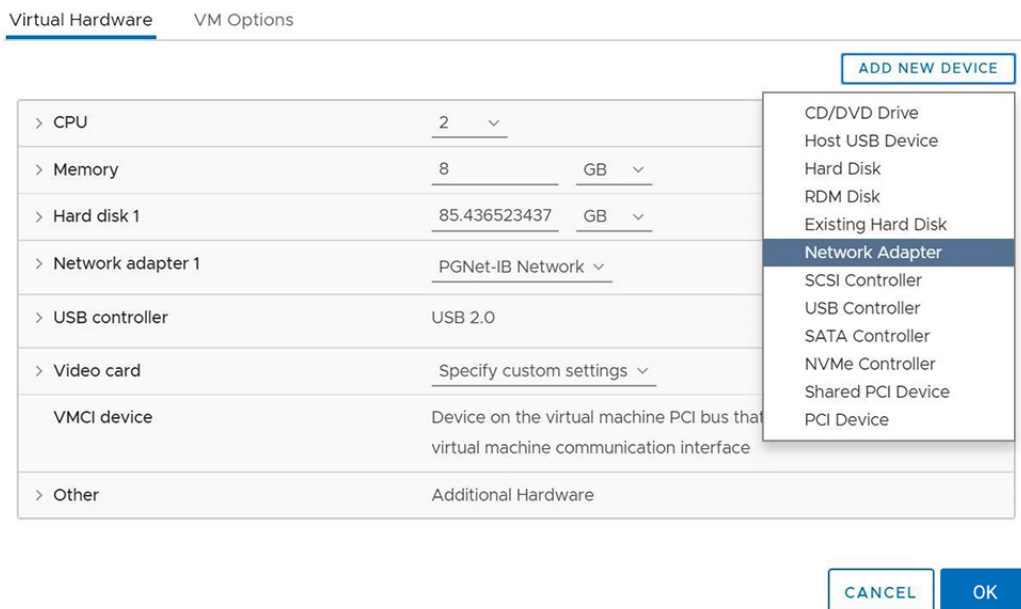 Virtual Hardware VM Options
ADD NEW DEVICE
CPU 2
Memory 8 GB
Hard disk 1 85.436523437 GB
Network adapter 1 PGNet-IB Network
USB controller USB 2.0
Video card Specify custom settings
VMCI device Device on the virtual machine PCI bus that
virtual machine communication interface
Other Additional Hardware
CD/DVD Drive
Host USB Device
Hard Disk
RDM Disk
Existing Hard Disk
Network Adapter
SCSI Controller
USB Controller
SATA Controller
NVMe Controller
Shared PCI Device
PCI Device
CANCEL OK